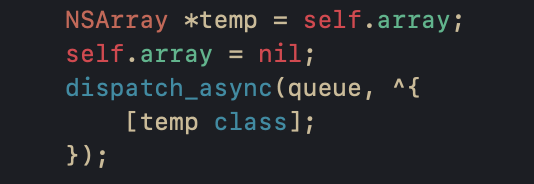 NSArray *temp = self.array;
self.array = nil;
dispatch_async(queue, ^{
    [temp class];
});